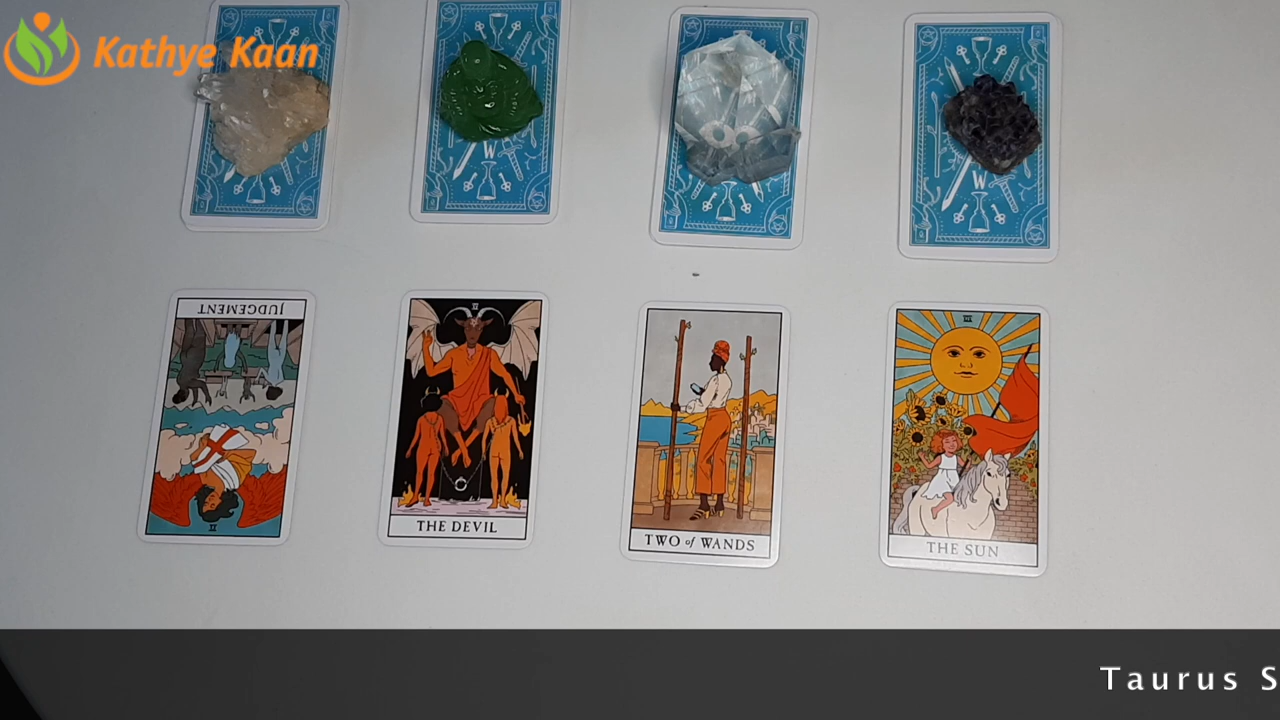 Kathye Kaan
W
W
JUDGEMENT
THE DEVIL
TWO of WANDS
THE SUN
Taurus S